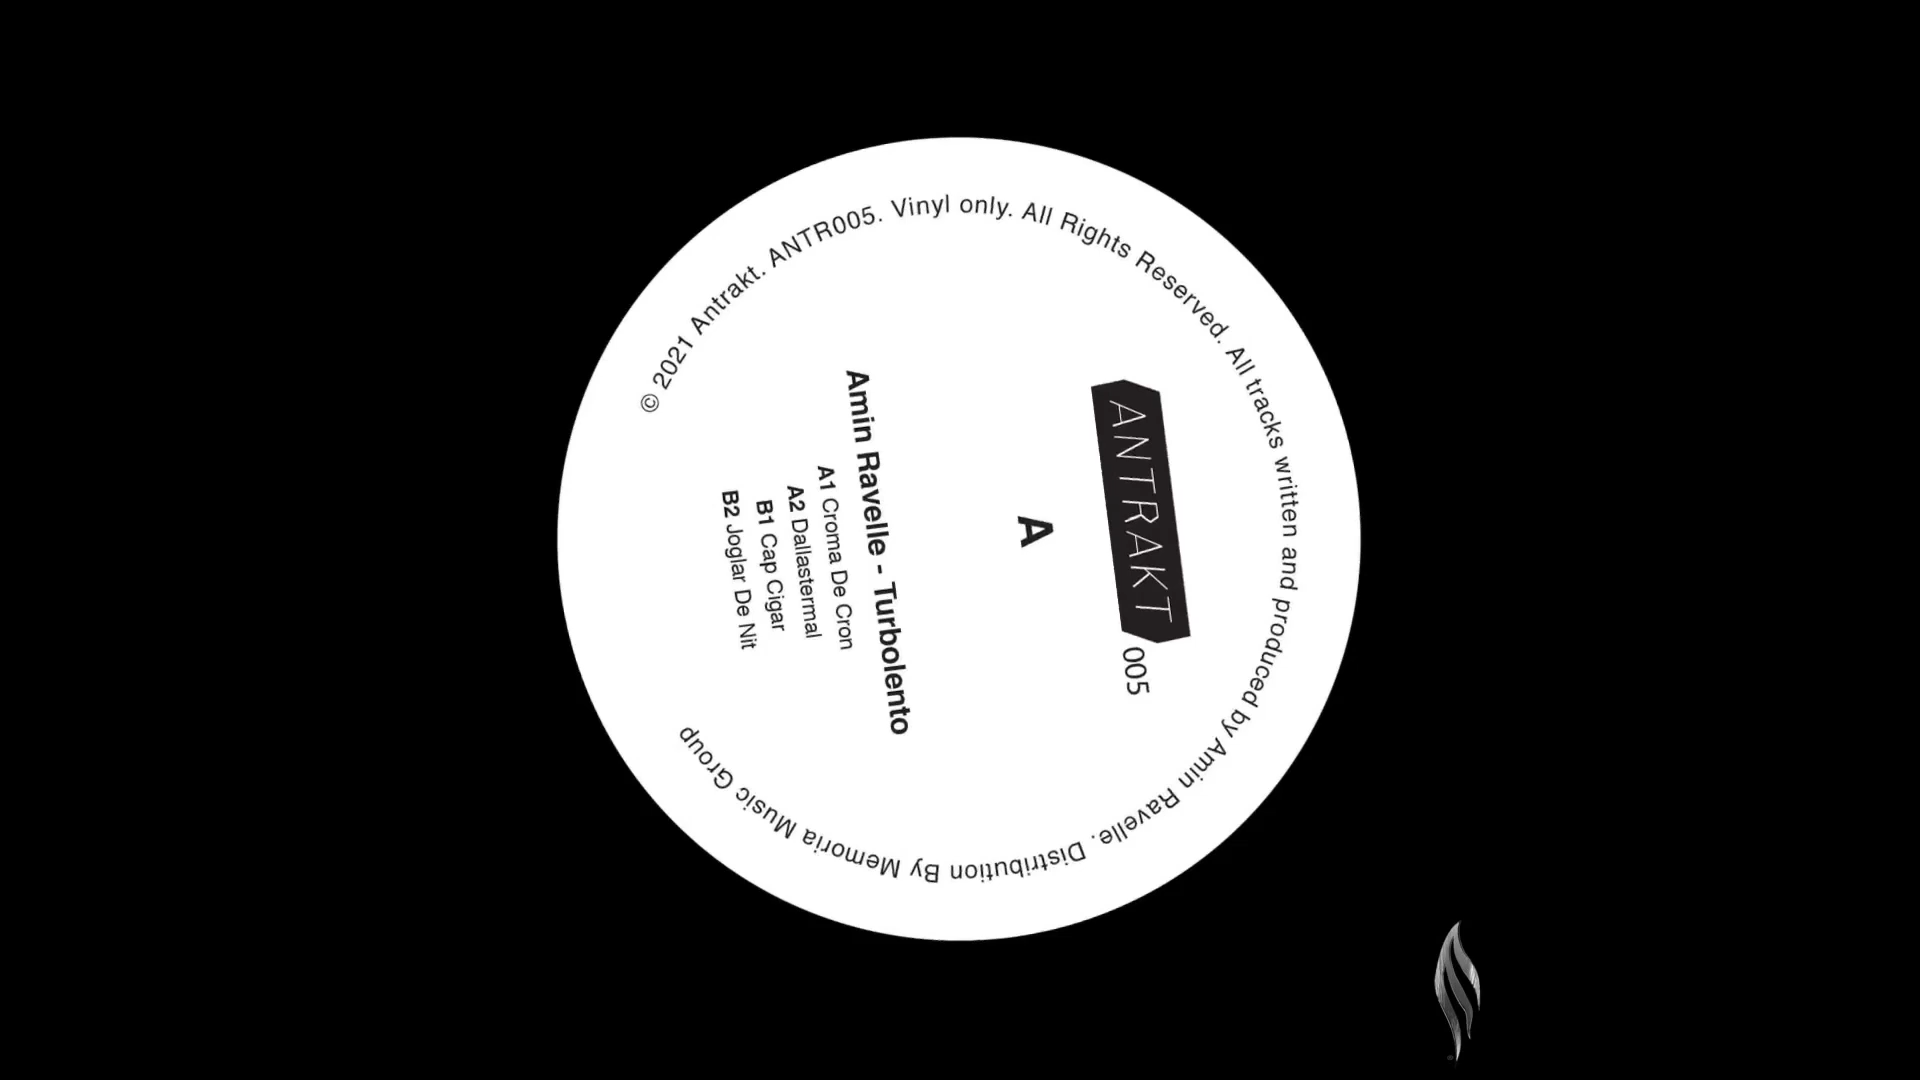 ANTRAKT 005
A
Amin Ravelle - Turbolento
A1 Croma De Cron
A2 Dallastermal
B1 Cap Cigar
B2 Joglar De Nit
© 2021 Antrakt. ANTR005. Vinyl only. All Rights Reserved. All tracks written and produced by Amin Ravelle. Distribution By Memoria Music Group